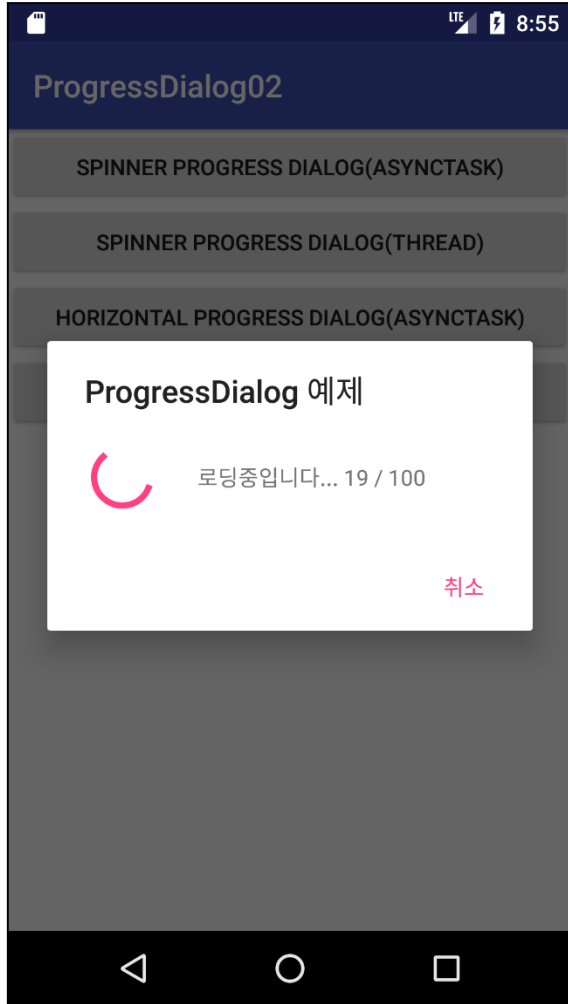 LTE 8:55
ProgressDialog02
SPINNER PROGRESS DIALOG(ASYNCTASK)
SPINNER PROGRESS DIALOG(THREAD)
HORIZONTAL PROGRESS DIALOG(ASYNCTASK)
ProgressDialog 예제
로딩중입니다... 19 / 100
취소